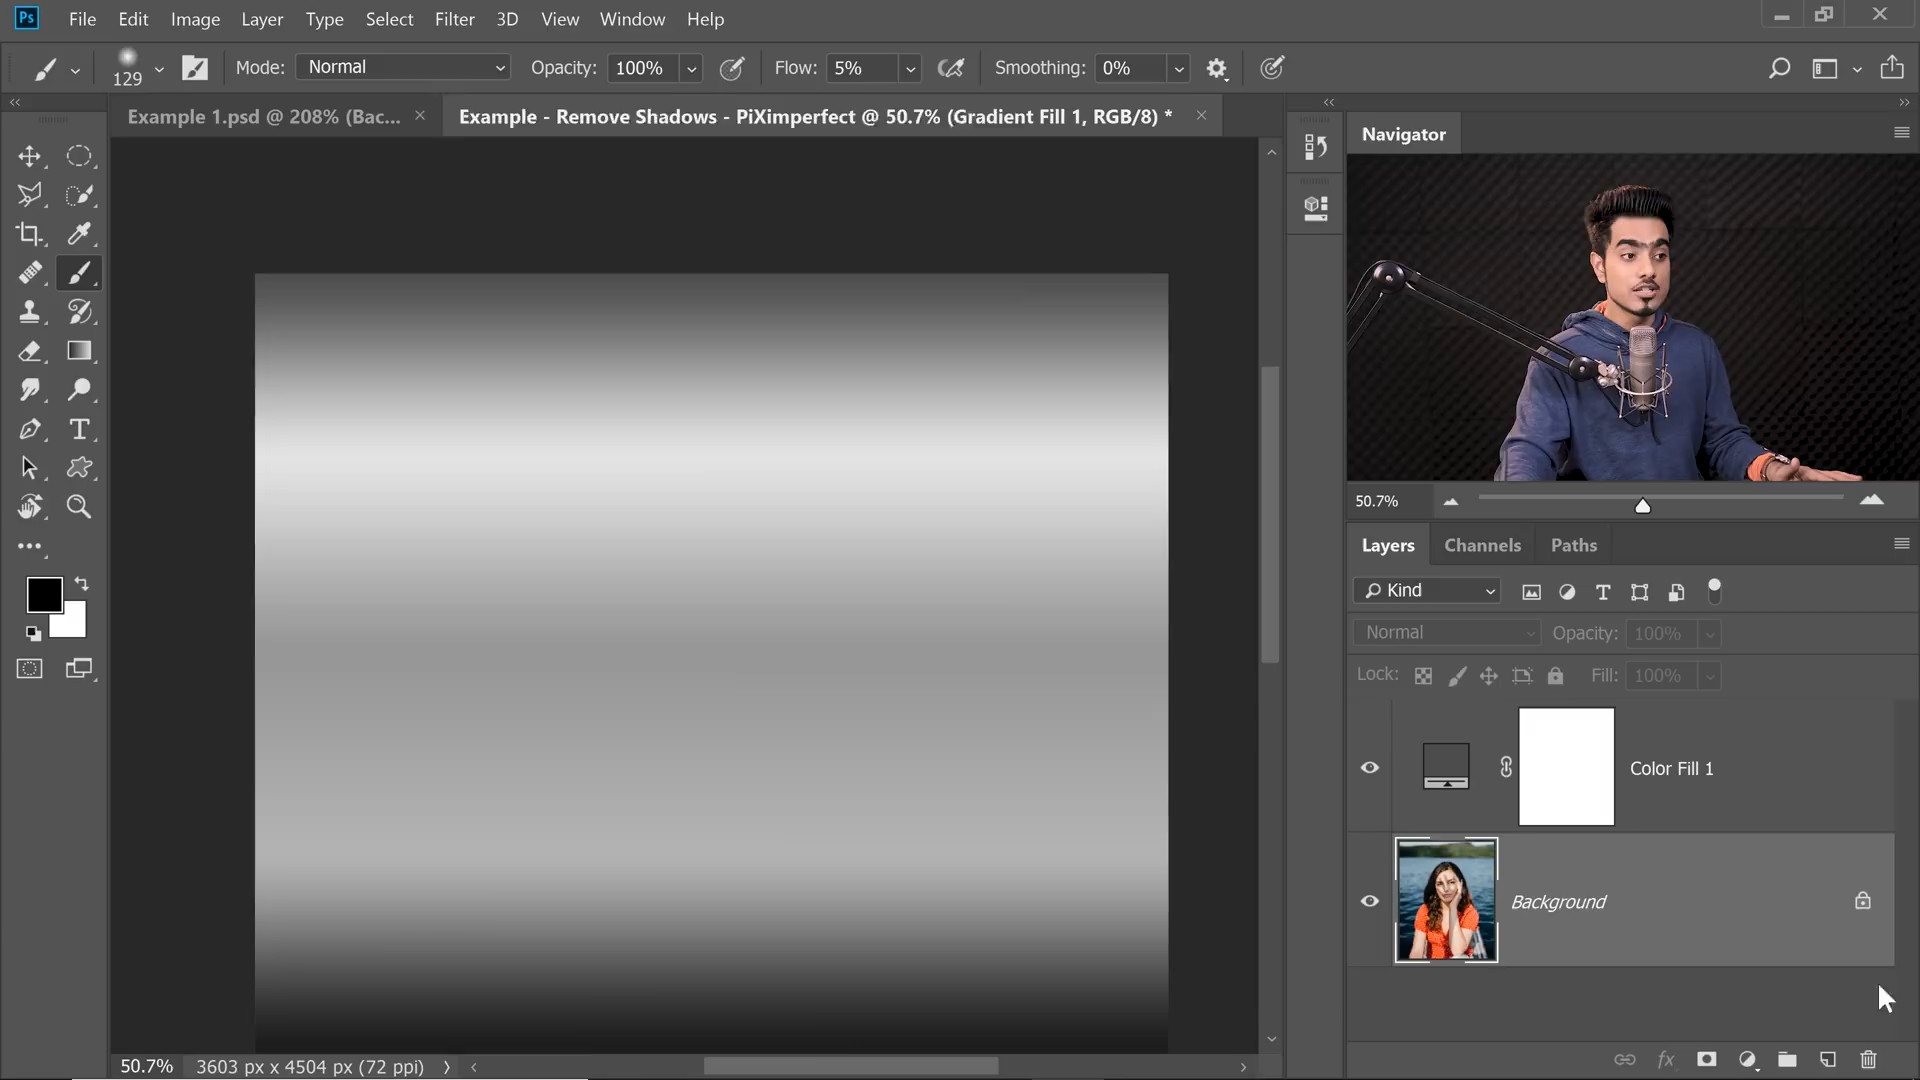 Ps File Edit Image Layer Type Select Filter 3D View Window Help
129 Mode: Normal Opacity: 100% Flow: 5% Smoothing: 0%
Example 1.psd @ 208% (Bac... × Example - Remove Shadows - PiXimperfect @ 50.7% (Gradient Fill 1, RGB/8) * ×
Navigator
50.7%
Layers Channels Paths
Kind
Normal Opacity: 100%
Lock: Fill: 100%
Color Fill 1
Background
fx
50.7% 3603 px x 4504 px (72 ppi)